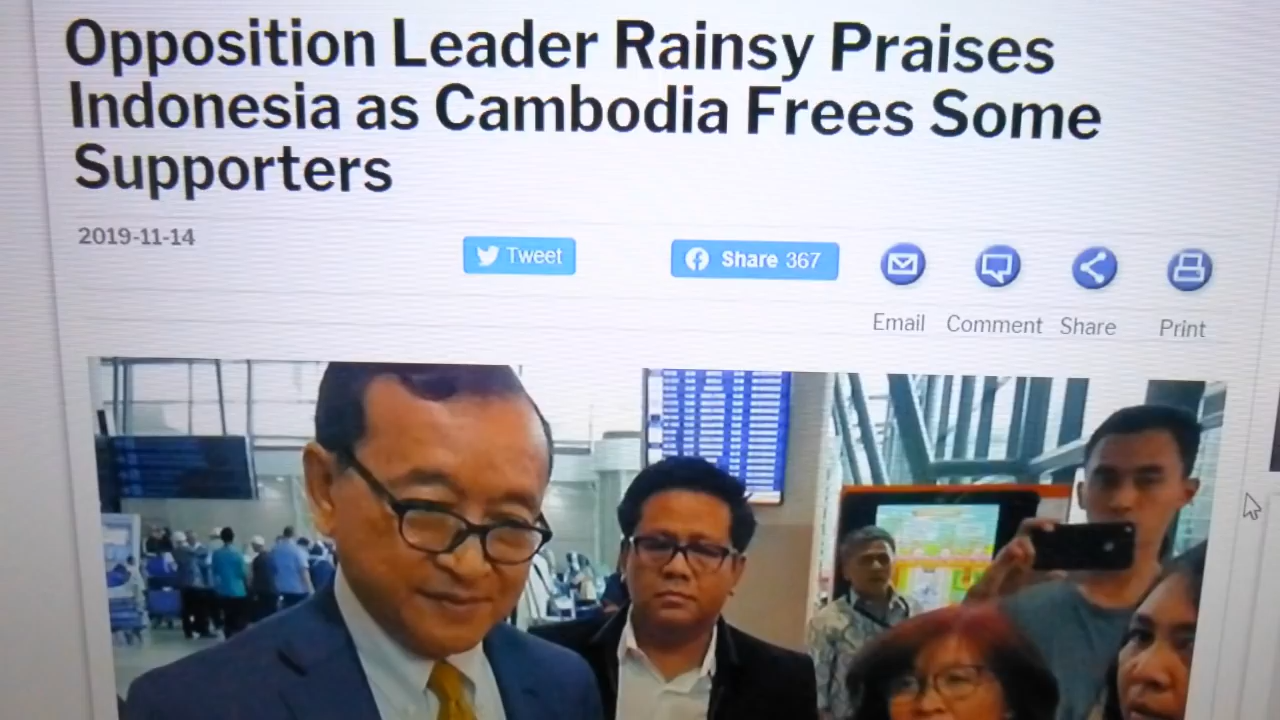 Opposition Leader Rainsy Praises
Indonesia as Cambodia Frees Some
Supporters
2019-11-14
Tweet
Share 367
Email Comment Share Print